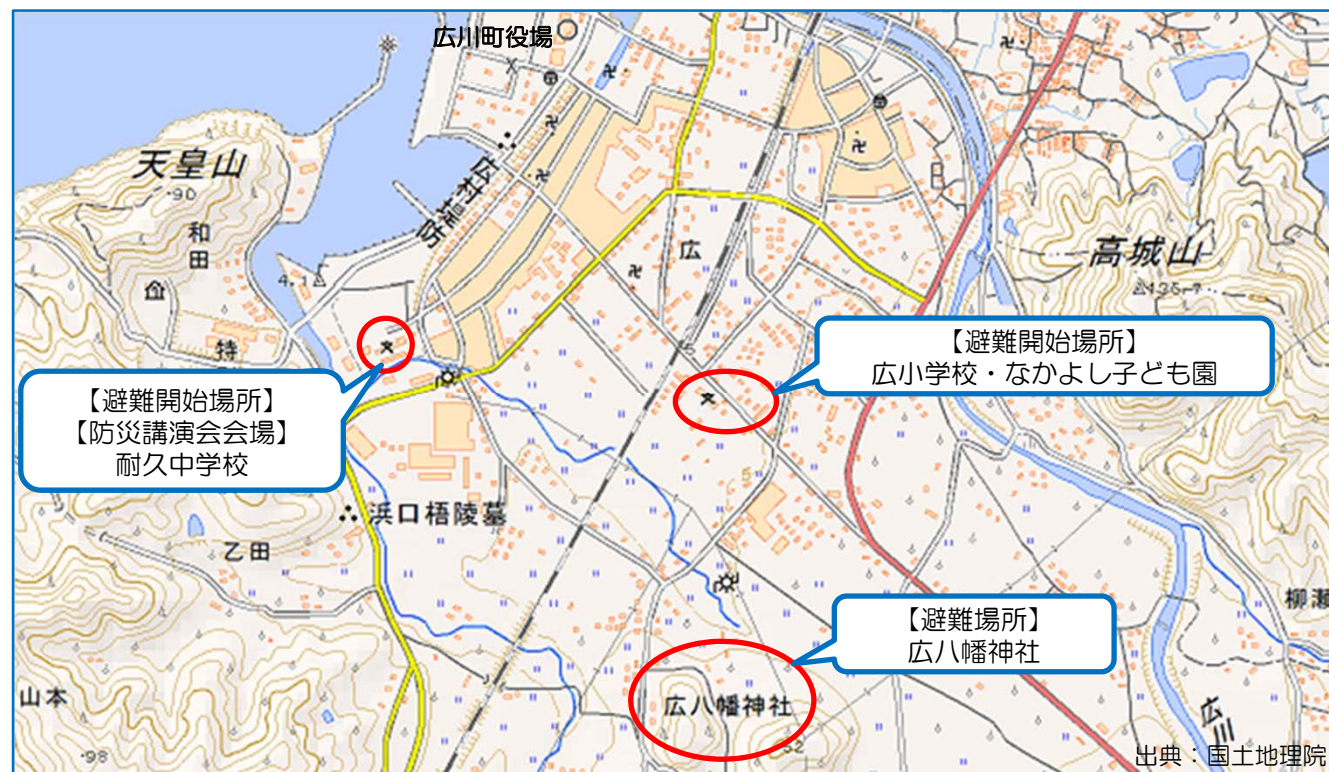 広川町役場
天皇山
・90
和田
広村堤防
4.1
広
高城山
特
【避難開始場所】
広小学校・なかよし子ども園
【避難開始場所】
【防災講演会会場】
耐久中学校
浜口梧陵墓
5
乙田
【避難場所】
広八幡神社
柳瀬
山本
広八幡神社
広川
・98
52
出典：国土地理院